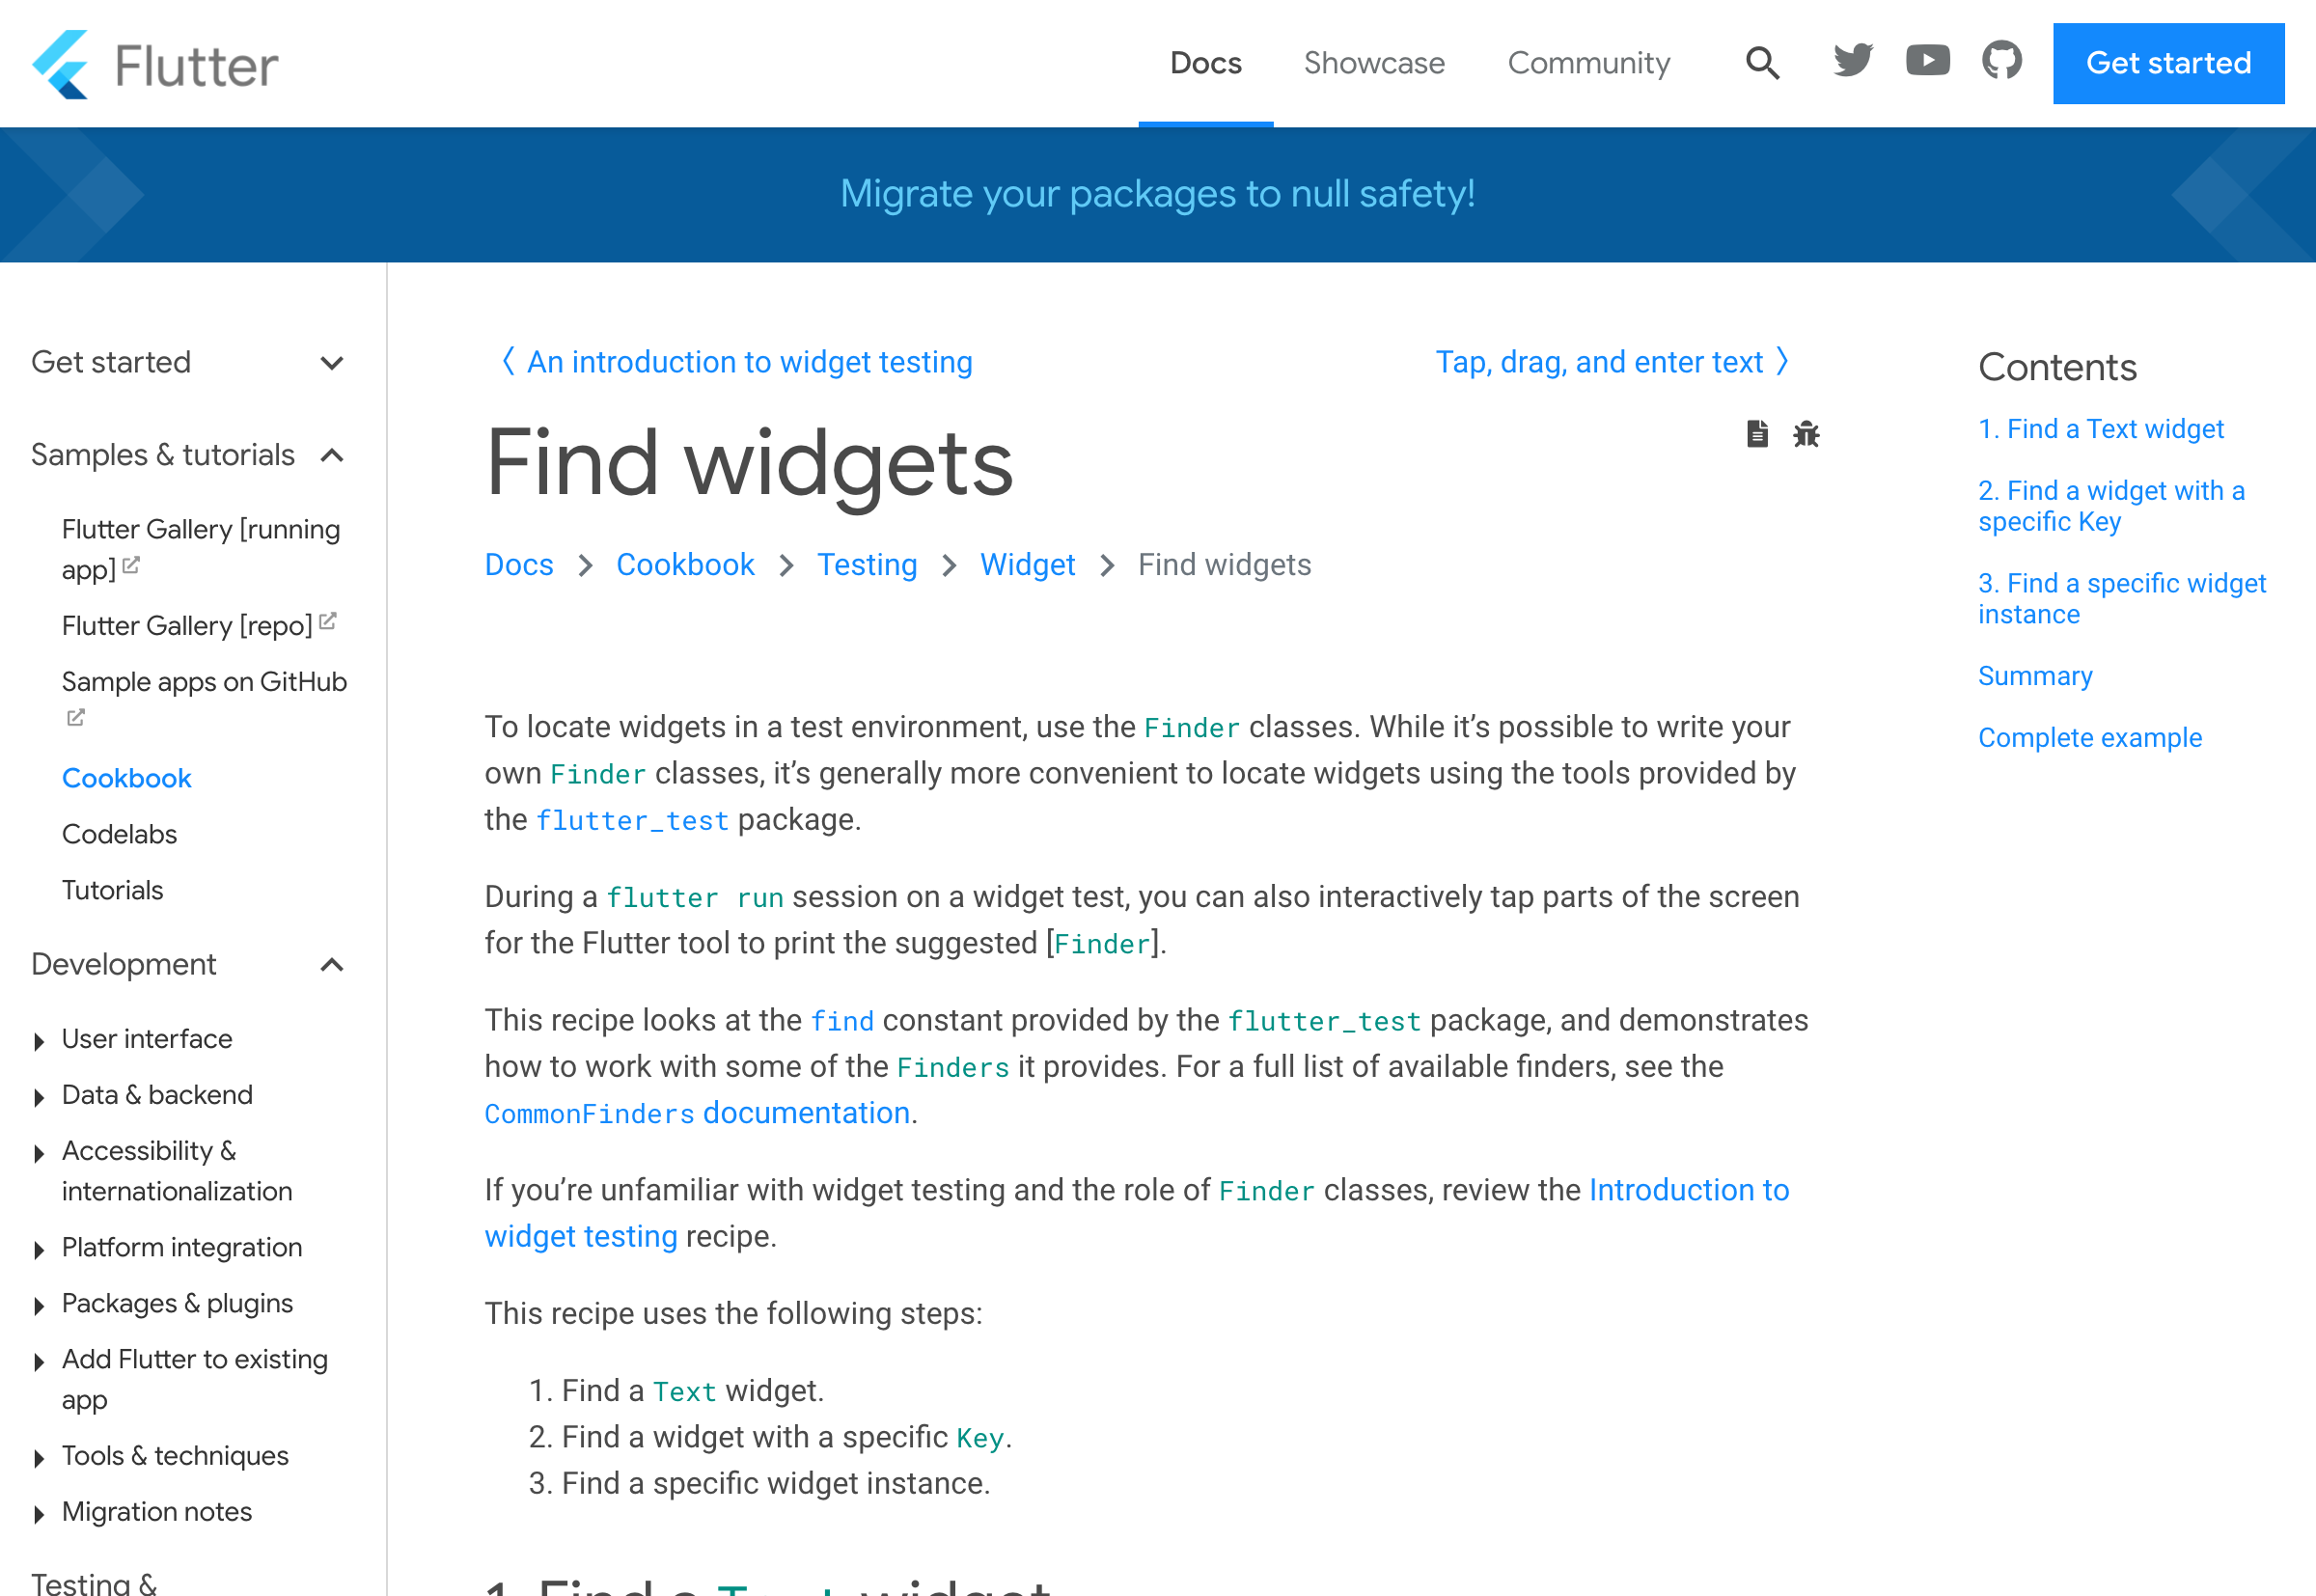 Flutter
Docs
Showcase
Community
Get started
Migrate your packages to null safety!
Get started
Samples & tutorials
Flutter Gallery [running
app]
Flutter Gallery [repo]
Sample apps on GitHub
Cookbook
Codelabs
Tutorials
Development
User interface
Data & backend
Accessibility &
internationalization
Platform integration
Packages & plugins
Add Flutter to existing
app
Tools & techniques
Migration notes
Testing &
〈 An introduction to widget testing
Tap, drag, and enter text 〉
Find widgets
Docs > Cookbook > Testing > Widget > Find widgets
To locate widgets in a test environment, use the Finder classes. While it’s possible to write your
own Finder classes, it’s generally more convenient to locate widgets using the tools provided by
the flutter_test package.
During a flutter run session on a widget test, you can also interactively tap parts of the screen
for the Flutter tool to print the suggested [Finder].
This recipe looks at the find constant provided by the flutter_test package, and demonstrates
how to work with some of the Finders it provides. For a full list of available finders, see the
CommonFinders documentation.
If you’re unfamiliar with widget testing and the role of Finder classes, review the Introduction to
widget testing recipe.
This recipe uses the following steps:
1. Find a Text widget.
2. Find a widget with a specific Key.
3. Find a specific widget instance.
1. Find a Text widget
Contents
1. Find a Text widget
2. Find a widget with a
specific Key
3. Find a specific widget
instance
Summary
Complete example